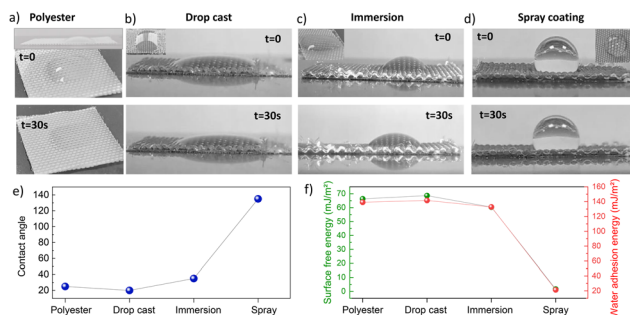 a) Polyester
b) Drop cast
c) Immersion
d) Spray coating
t=0
t=0
t=0
t=0
t=30s
t=30s
t=30s
t=30s
e)
Contact angle
140
120
100
80
60
40
20
Polyester
Drop cast
Immersion
Spray
f)
Surface free energy (mJ/m²)
70
60
50
40
30
20
10
0
Polyester
Drop cast
Immersion
Spray
160
140
120
100
80
60
40
20
Water adhesion energy (mJ/m²)